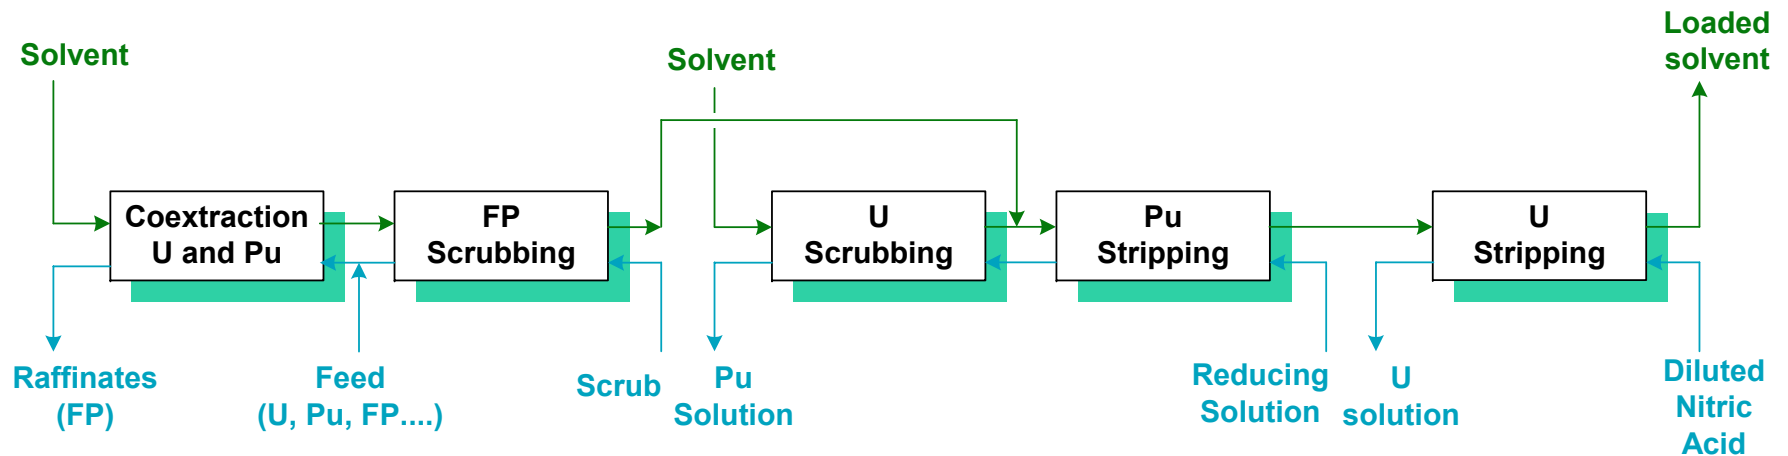 Solvent
Solvent
Loaded
solvent
Coextraction
U and Pu
FP
Scrubbing
U
Scrubbing
Pu
Stripping
U
Stripping
Raffinates
(FP)
Feed
(U, Pu, FP....)
Scrub
Pu
Solution
Reducing
Solution
U
solution
Diluted
Nitric
Acid